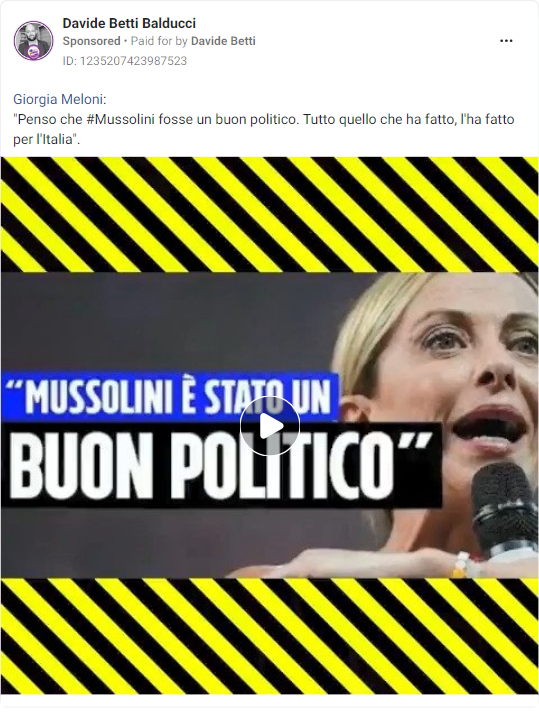 Davide Betti Balducci
Sponsored • Paid for by Davide Betti
ID: 1235207423987523
Giorgia Meloni:
"Penso che #Mussolini fosse un buon politico. Tutto quello che ha fatto, l'ha fatto
per l'Italia".
“MUSSOLINI È STATO UN
BUON POLITICO”